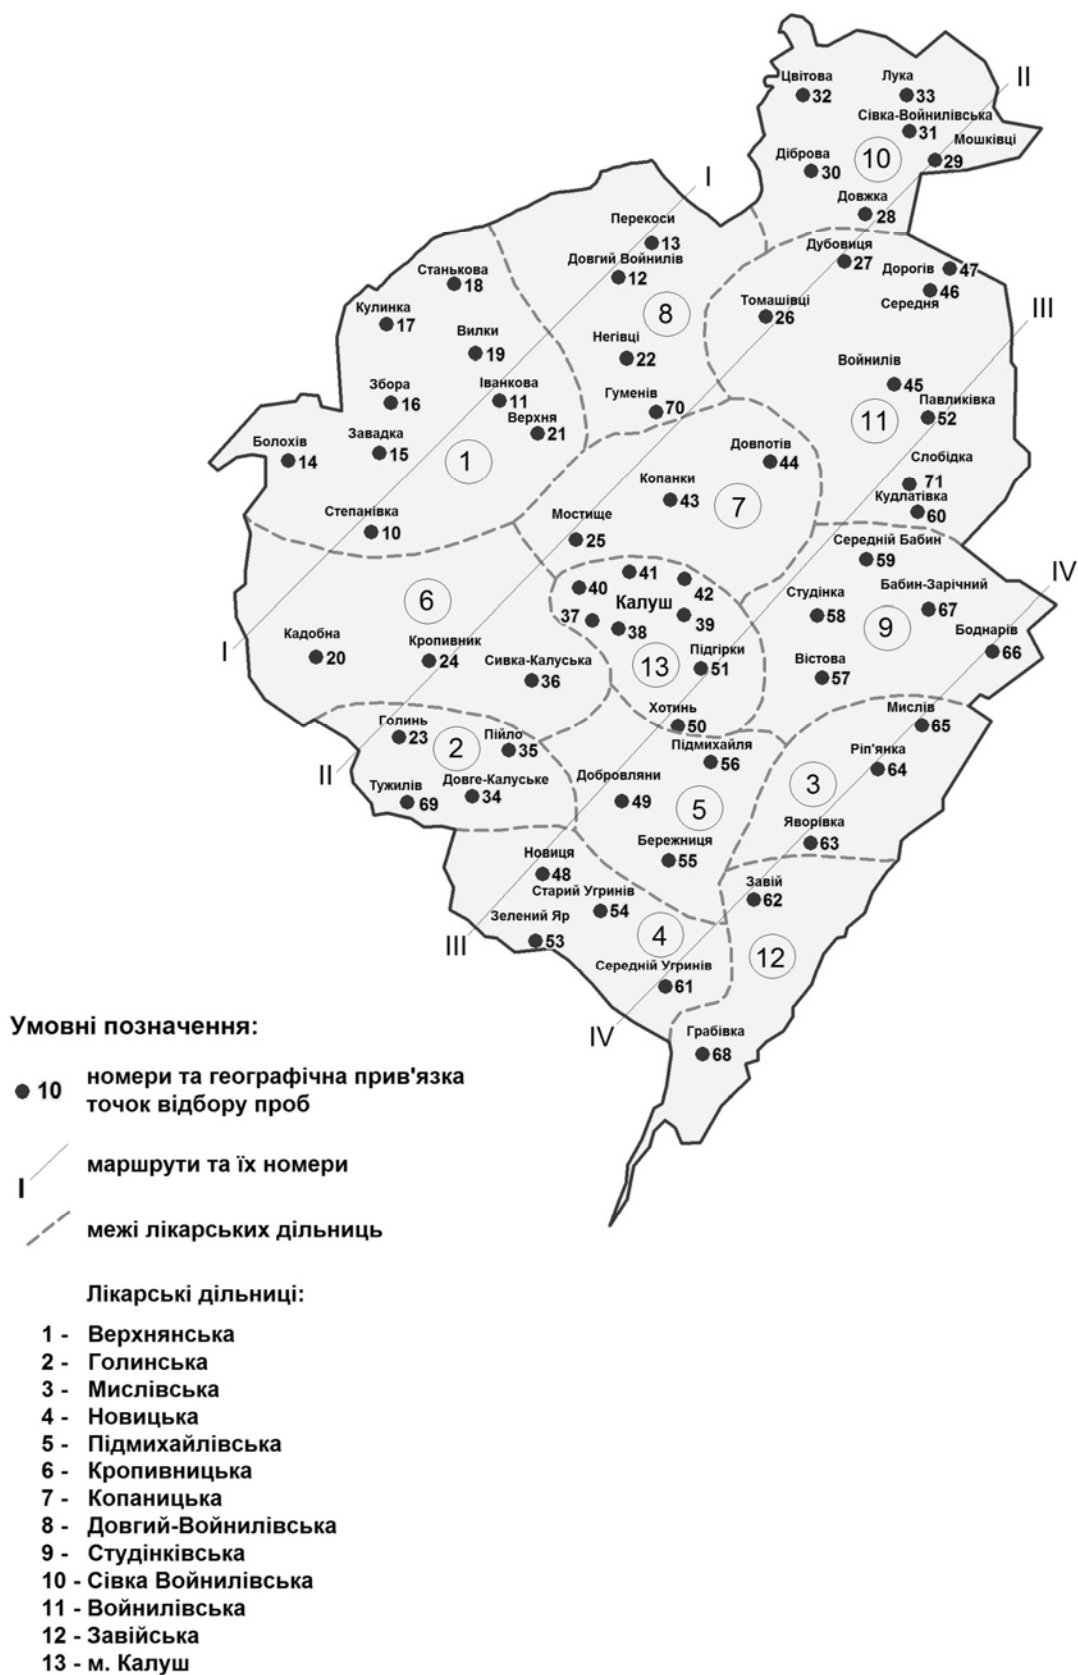 Цвітова
32
Лука
33
II
Сівка-Войнилівська
31
Мошківці
29
10
Діброва
30
Довжка
28
I
Перекоси
13
Дубовиця
27
Довгий Войнилів
12
Дорогів
47
Станькова
18
46
Середня
Томашівці
26
III
Кулинка
17
8
Вилки
19
Негівці
22
Войнилів
45
Збора
16
Іванкова
11
Гуменів
70
Павликівка
52
Верхня
21
11
Завадка
15
Болохів
14
1
Довпотів
44
Слобідка
71
Копанки
43
7
Кудлатівка
60
Степанівка
10
Мостище
25
Середній Бабин
59
IV
41
42
40
Калуш
Бабин-Зарічний
67
6
37
38
39
Студінка
58
9
Боднарів
66
I
Кадобна
20
Кропивник
24
Сивка-Калуська
36
13
Підгірки
51
Вістова
57
Хотинь
50
Мислів
65
Голинь
23
2
Пійло
35
Підмихайля
56
Ріп'янка
64
II
Тужилів
69
Довге-Калуське
34
Добровляни
49
5
3
Яворівка
63
Бережниця
55
Новиця
48
Завій
62
Старий Угринів
54
Зелений Яр
53
III
4
12
Середній Угринів
61
IV
Грабівка
68
Умовні позначення:
10
номери та географічна прив'язка
точок відбору проб
I
маршрути та їх номери
межі лікарських дільниць
Лікарські дільниці:
1 - Верхнянська
2 - Голинська
3 - Мислівська
4 - Новицька
5 - Підмихайлівська
6 - Кропивницька
7 - Копаницька
8 - Довгий-Войнилівська
9 - Студінківська
10 - Сівка Войнилівська
11 - Войнилівська
12 - Завійська
13 - м. Калуш